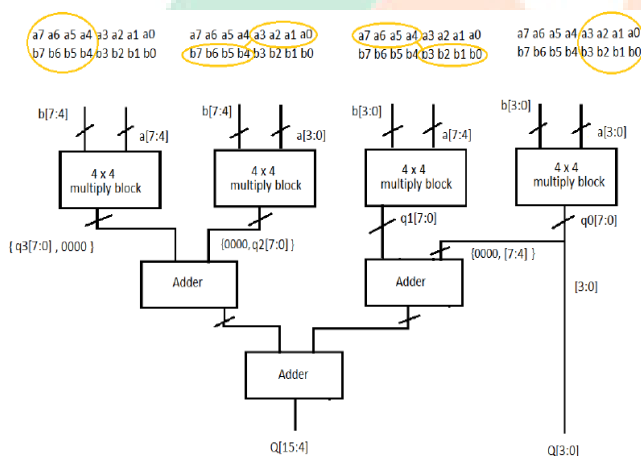 a7 a6 a5 a4 a3 a2 a1 a0
b7 b6 b5 b4 b3 b2 b1 b0
a7 a6 a5 a4 a3 a2 a1 a0
b7 b6 b5 b4 b3 b2 b1 b0
a7 a6 a5 a4 a3 a2 a1 a0
b7 b6 b5 b4 b3 b2 b1 b0
a7 a6 a5 a4 a3 a2 a1 a0
b7 b6 b5 b4 b3 b2 b1 b0
b[7:4]
a[7:4]
b[7:4]
a[3:0]
b[3:0]
a[7:4]
b[3:0]
a[3:0]
4 x 4
multiply block
4 x 4
multiply block
4 x 4
multiply block
4 x 4
multiply block
{ q3[7:0] , 0000 }
{0000, q2[7:0] }
q1[7:0]
q0[7:0]
{0000, [7:4] }
Adder
Adder
[3:0]
Adder
Q[15:4]
Q[3:0]